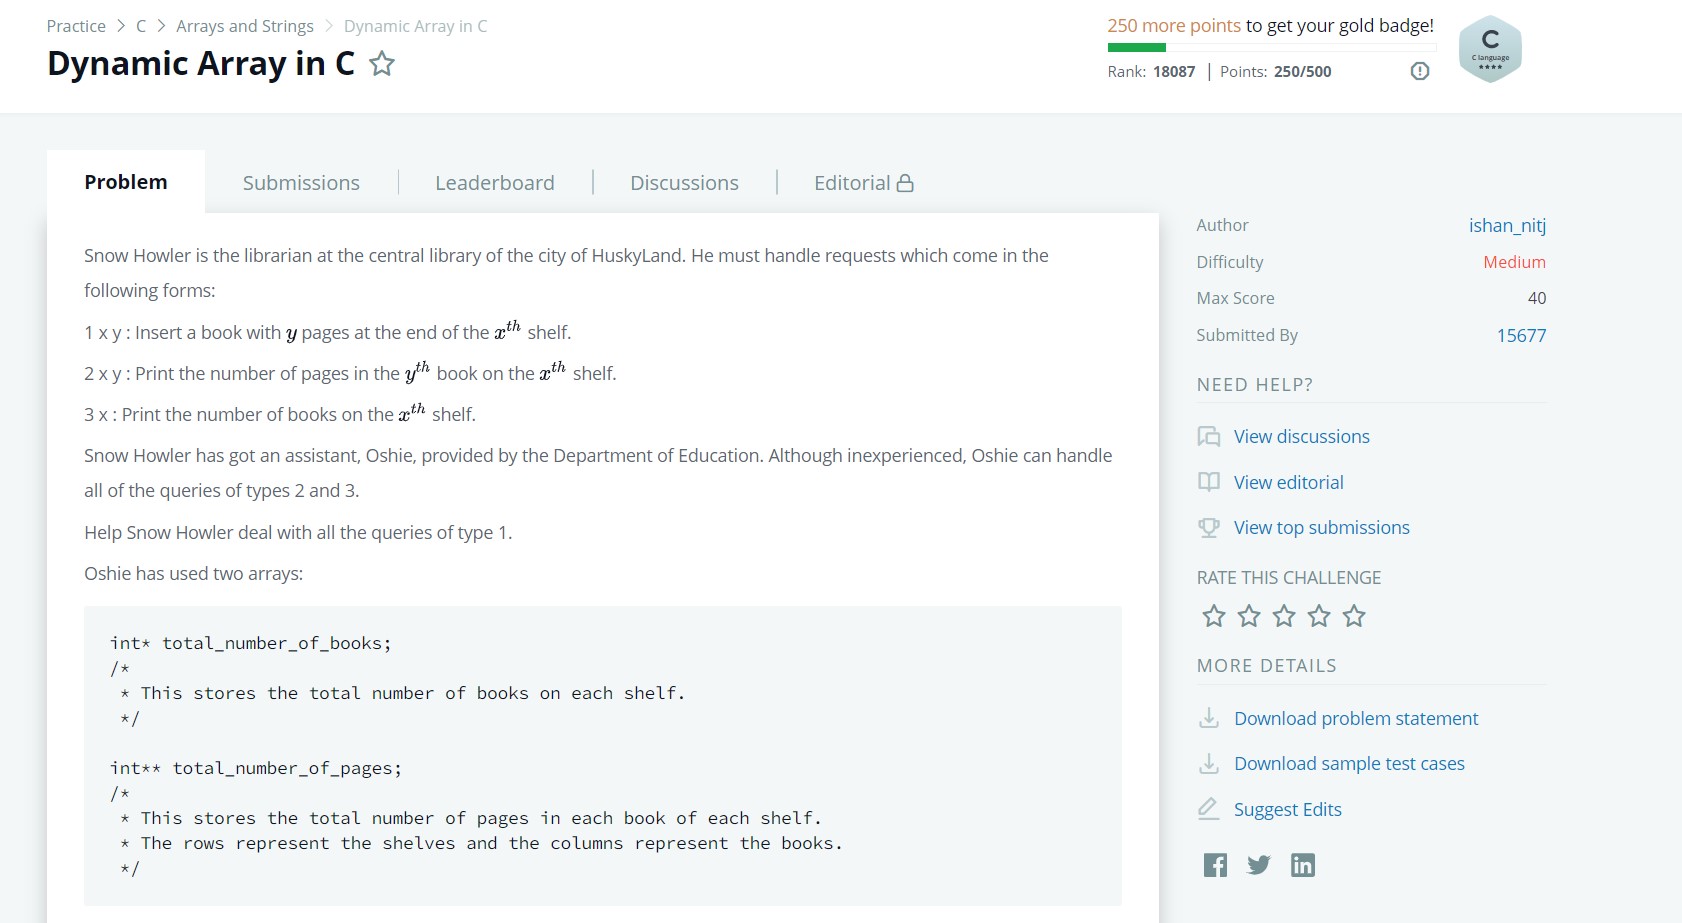 Practice > C > Arrays and Strings > Dynamic Array in C
Dynamic Array in C
250 more points to get your gold badge!
Rank: 18087 | Points: 250/500
C
C language
Problem
Submissions
Leaderboard
Discussions
Editorial
Snow Howler is the librarian at the central library of the city of HuskyLand. He must handle requests which come in the
following forms:
1 x y : Insert a book with y pages at the end of the xth shelf.
2 x y : Print the number of pages in the yth book on the xth shelf.
3 x : Print the number of books on the xth shelf.
Snow Howler has got an assistant, Oshie, provided by the Department of Education. Although inexperienced, Oshie can handle
all of the queries of types 2 and 3.
Help Snow Howler deal with all the queries of type 1.
Oshie has used two arrays:
int* total_number_of_books;
/*
* This stores the total number of books on each shelf.
*/
int** total_number_of_pages;
/*
* This stores the total number of pages in each book of each shelf.
* The rows represent the shelves and the columns represent the books.
*/
Author ishan_nitj
Difficulty Medium
Max Score 40
Submitted By 15677
NEED HELP?
View discussions
View editorial
View top submissions
RATE THIS CHALLENGE
MORE DETAILS
Download problem statement
Download sample test cases
Suggest Edits